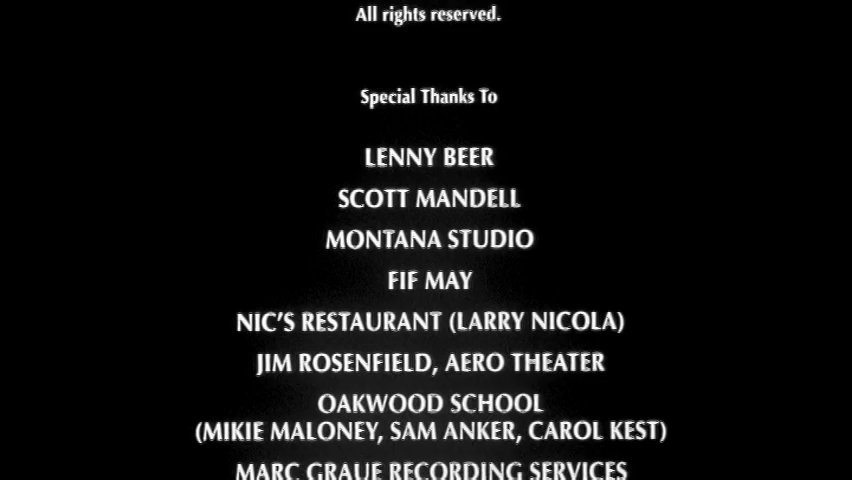 All rights reserved.
Special Thanks To
LENNY BEER
SCOTT MANDELL
MONTANA STUDIO
FIF MAY
NIC'S RESTAURANT (LARRY NICOLA)
JIM ROSENFIELD, AERO THEATER
OAKWOOD SCHOOL
(MIKIE MALONEY, SAM ANKER, CAROL KEST)
MARC GRAUE RECORDING SERVICES